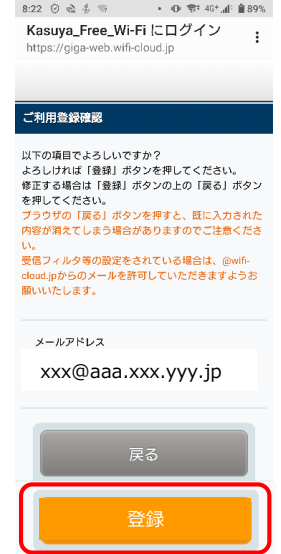 8:22 4G+ 89%
Kasuya_Free_Wi-Fi にログイン
https://giga-web.wifi-cloud.jp
ご利用登録確認
以下の項目でよろしいですか？
よろしければ「登録」ボタンを押してください。
修正する場合は「登録」ボタンの上の「戻る」ボタン
を押してください。
ブラウザの「戻る」ボタンを押すと、既に入力された
内容が消えてしまう場合がありますのでご注意くださ
い。
受信フィルタ等の設定をされている場合は、@wifi-
cloud.jpからのメールを許可していただきますようお
願いいたします。
メールアドレス
xxx@aaa.xxx.yyy.jp
戻る
登録